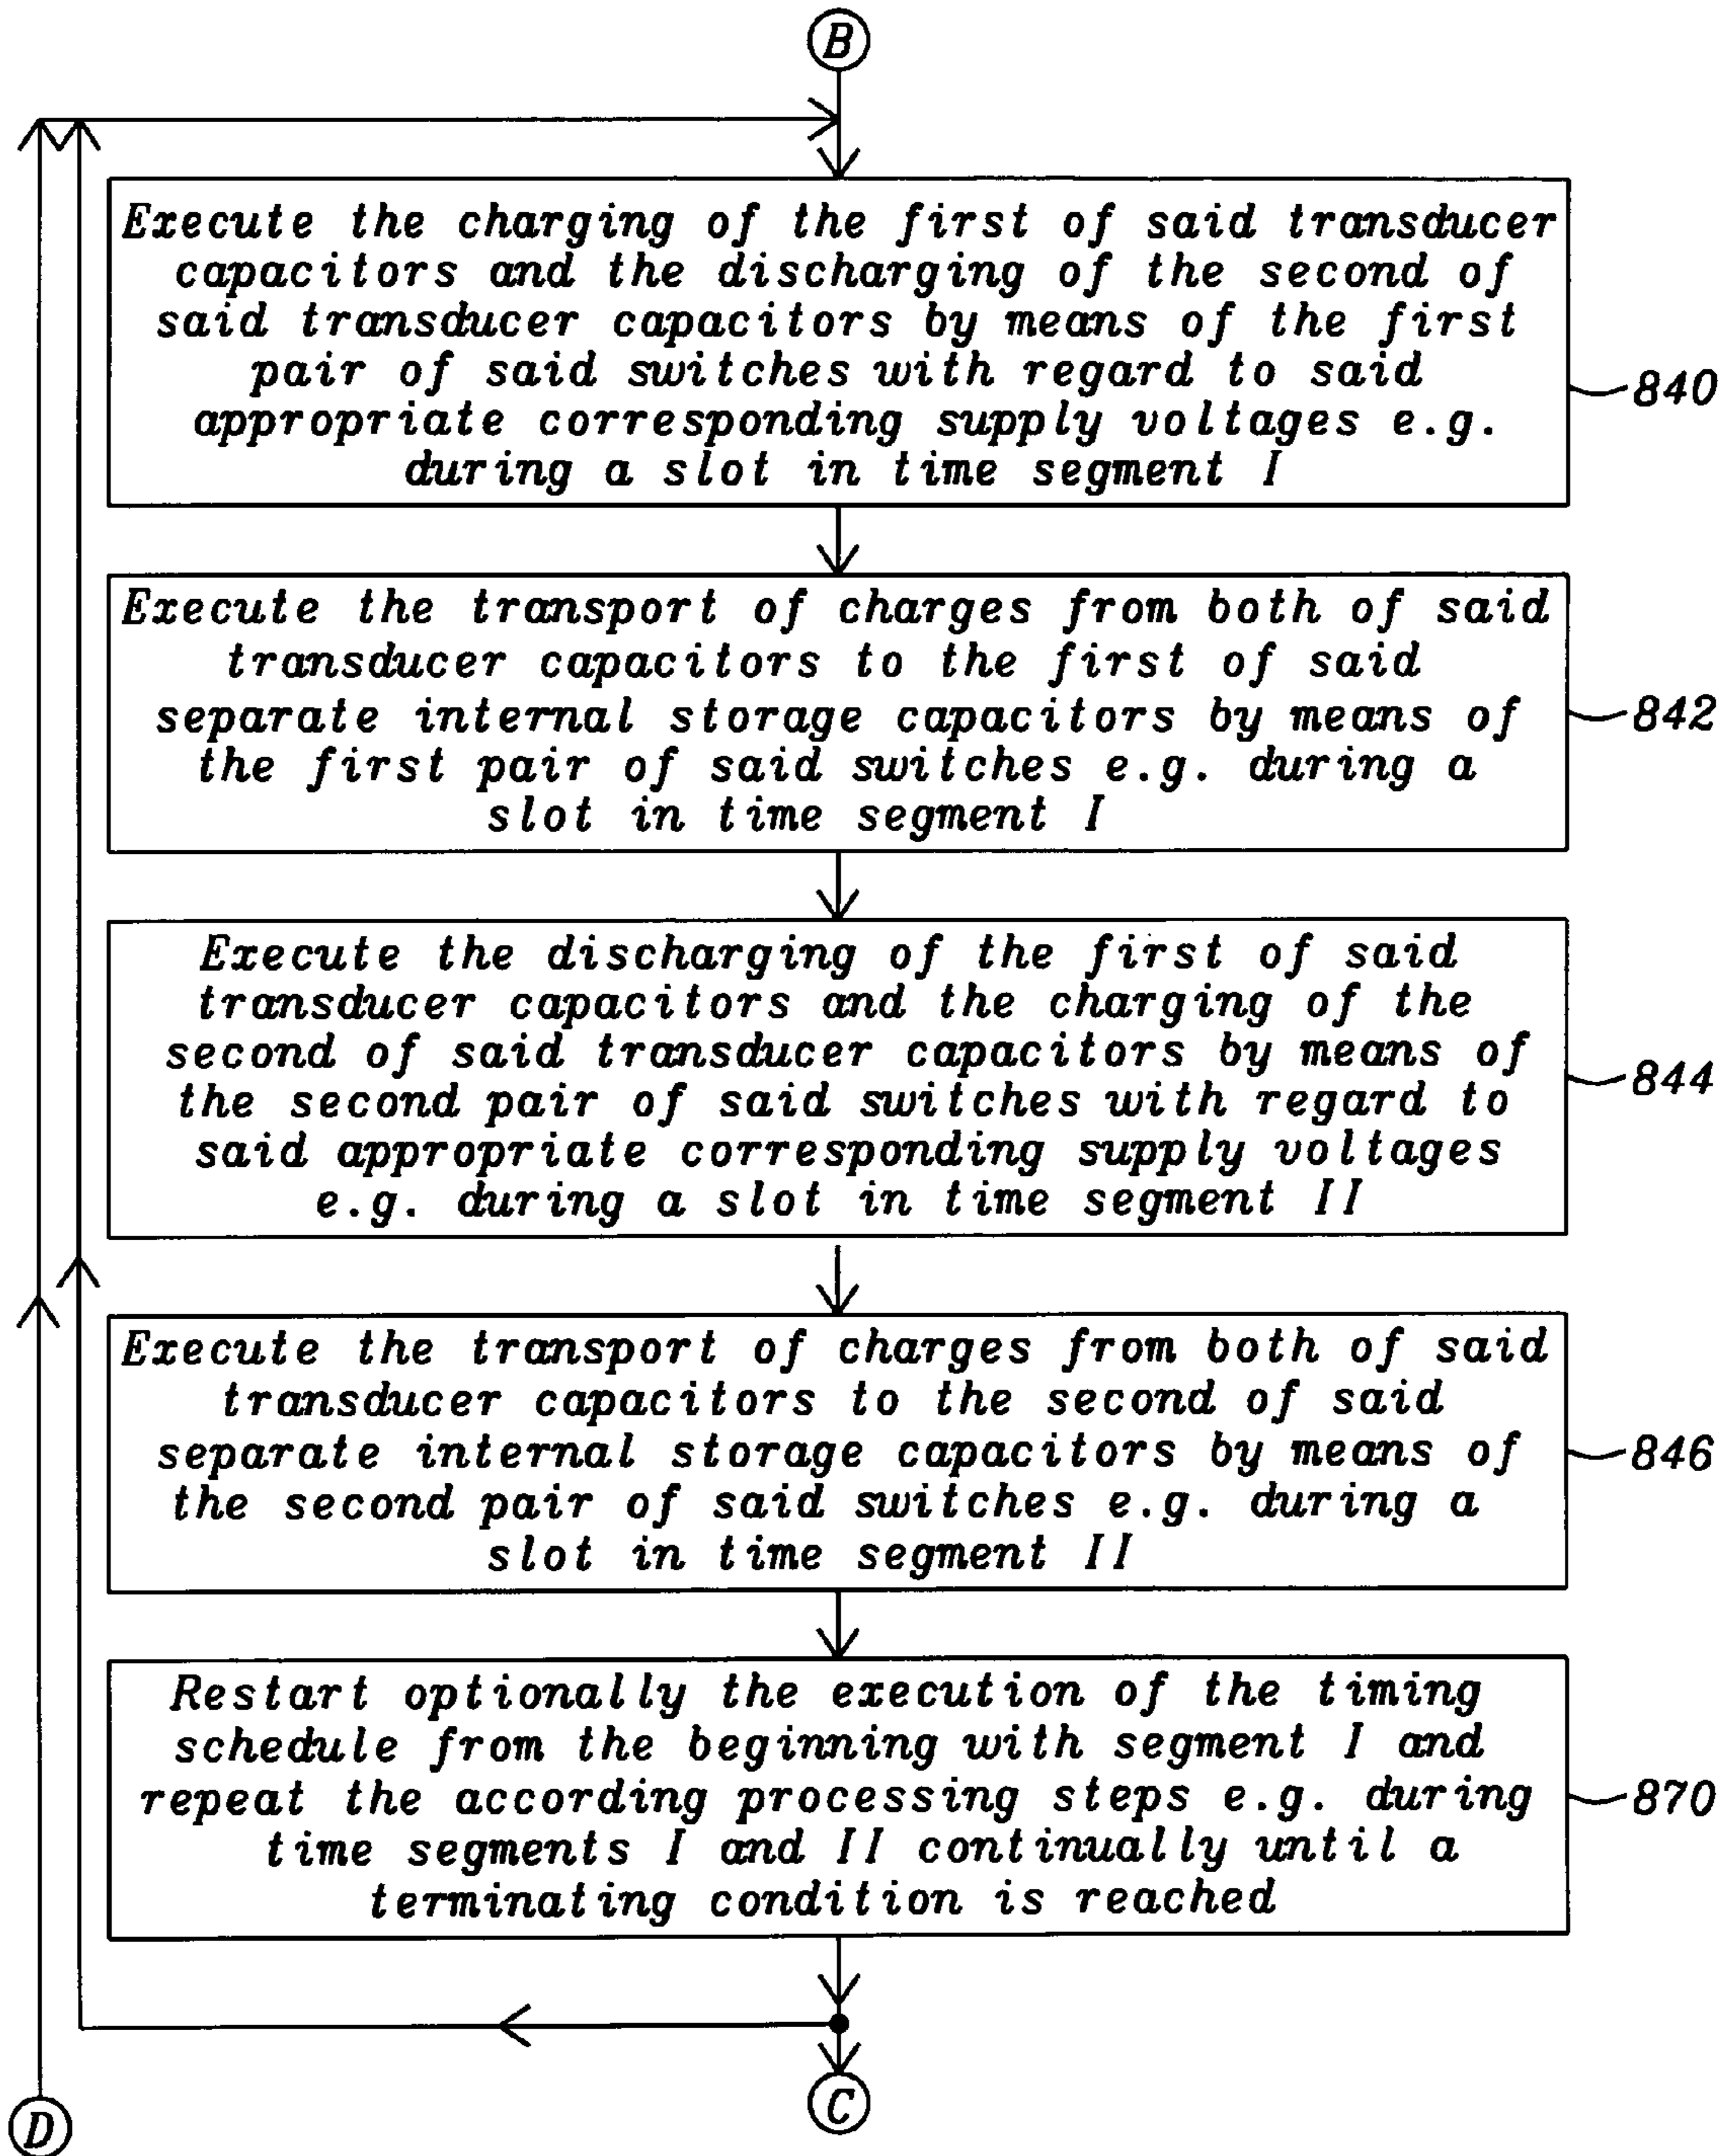 B
Execute the charging of the first of said transducer
capacitors and the discharging of the second of
said transducer capacitors by means of the first
pair of said switches with regard to said
appropriate corresponding supply voltages e.g.
during a slot in time segment I
840
Execute the transport of charges from both of said
transducer capacitors to the first of said
separate internal storage capacitors by means of
the first pair of said switches e.g. during a
slot in time segment I
842
Execute the discharging of the first of said
transducer capacitors and the charging of the
second of said transducer capacitors by means of
the second pair of said switches with regard to
said appropriate corresponding supply voltages
e.g. during a slot in time segment II
844
Execute the transport of charges from both of said
transducer capacitors to the second of said
separate internal storage capacitors by means of
the second pair of said switches e.g. during a
slot in time segment II
846
Restart optionally the execution of the timing
schedule from the beginning with segment I and
repeat the according processing steps e.g. during
time segments I and II continually until a
terminating condition is reached
870
C
D